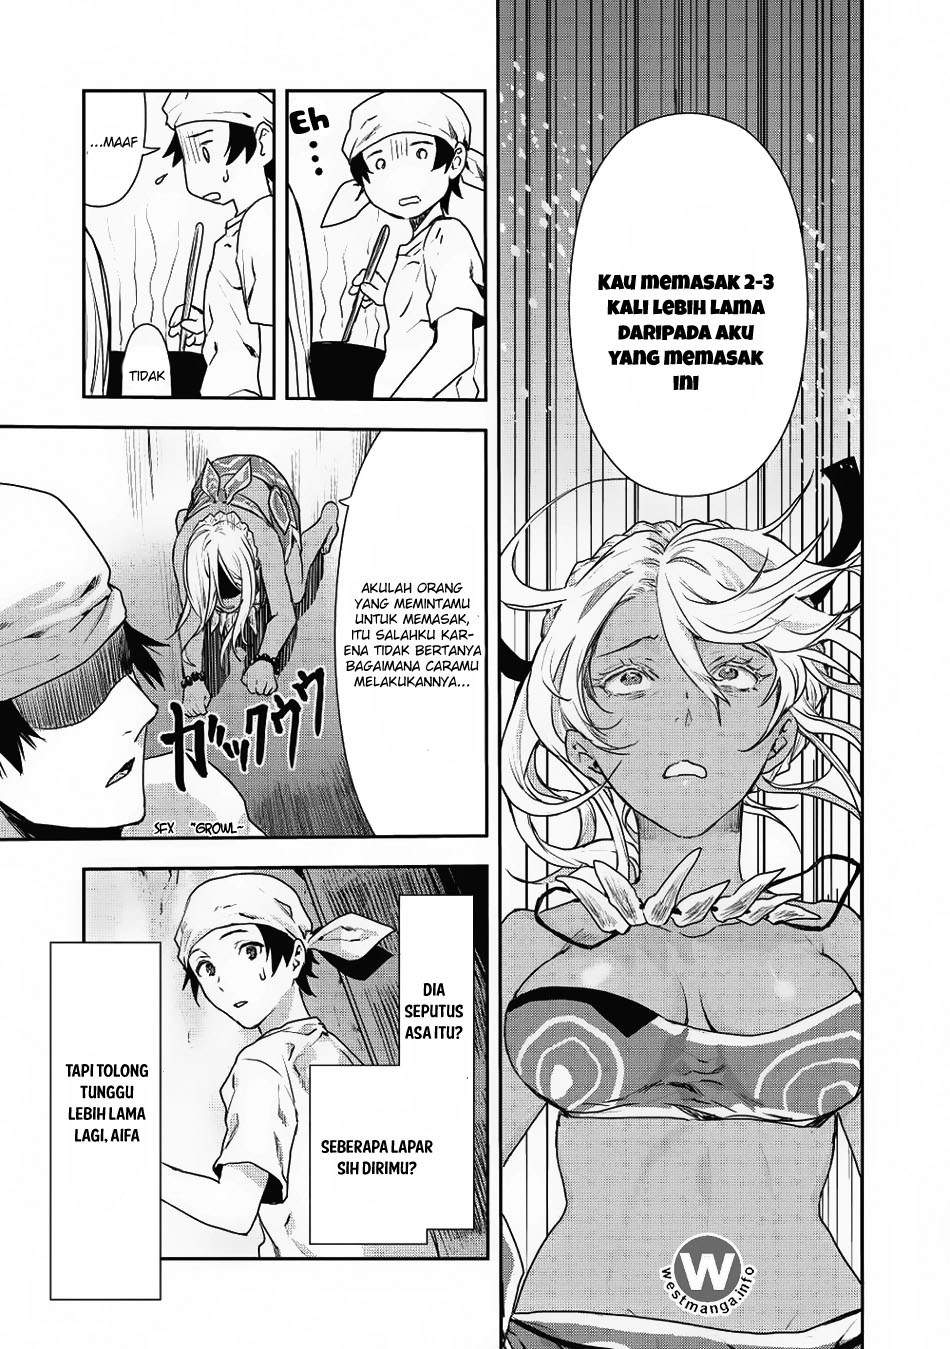 Kau memasak 2-3
kali lebih lama
daripada aku
yang memasak
ini
Eh
...MAAF
TIDAK
AKULAH ORANG
YANG MEMINTAMU
UNTUK MEMASAK,
ITU SALAHKU KAR-
ENA TIDAK BERTANYA
BAGAIMANA CARAMU
MELAKUKANNYA...
ガックウウ
SFX "GROWL~
DIA
SEPUTUS
ASA ITU?
SEBERAPA LAPAR
SIH DIRIMU?
TAPI TOLONG
TUNGGU
LEBIH LAMA
LAGI, AIFA
W
westmanga.info